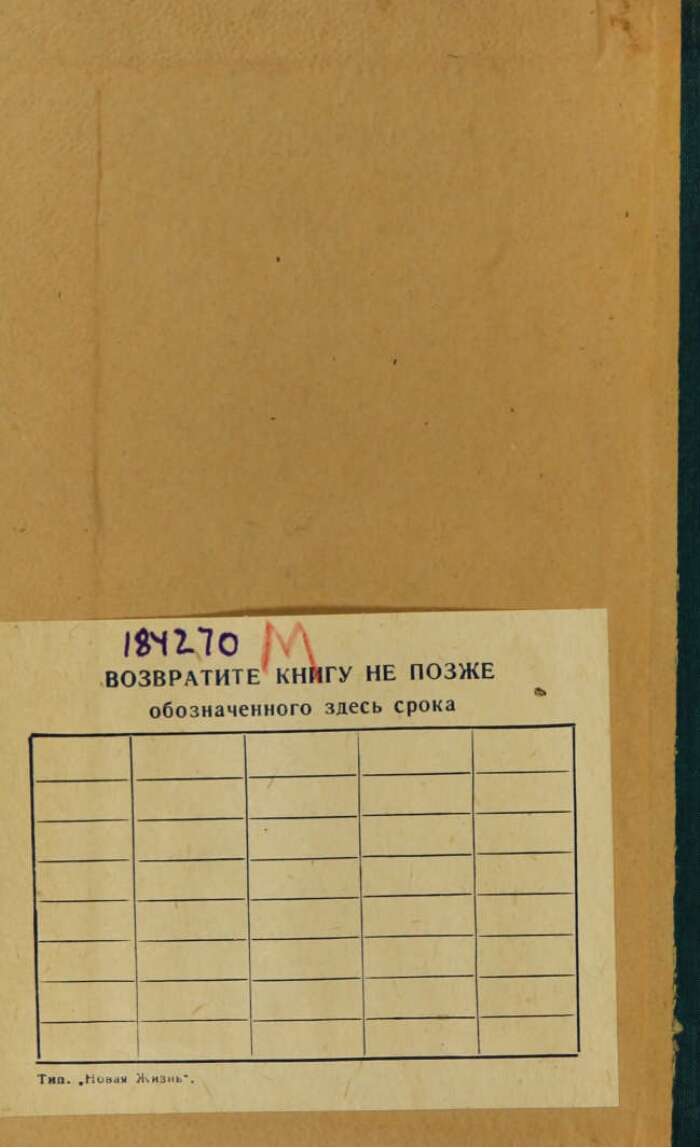 184270 М
ВОЗВРАТИТЕ КНИГУ НЕ ПОЗЖЕ
обозначенного здесь срока
Тип. „Новая Жизнь".